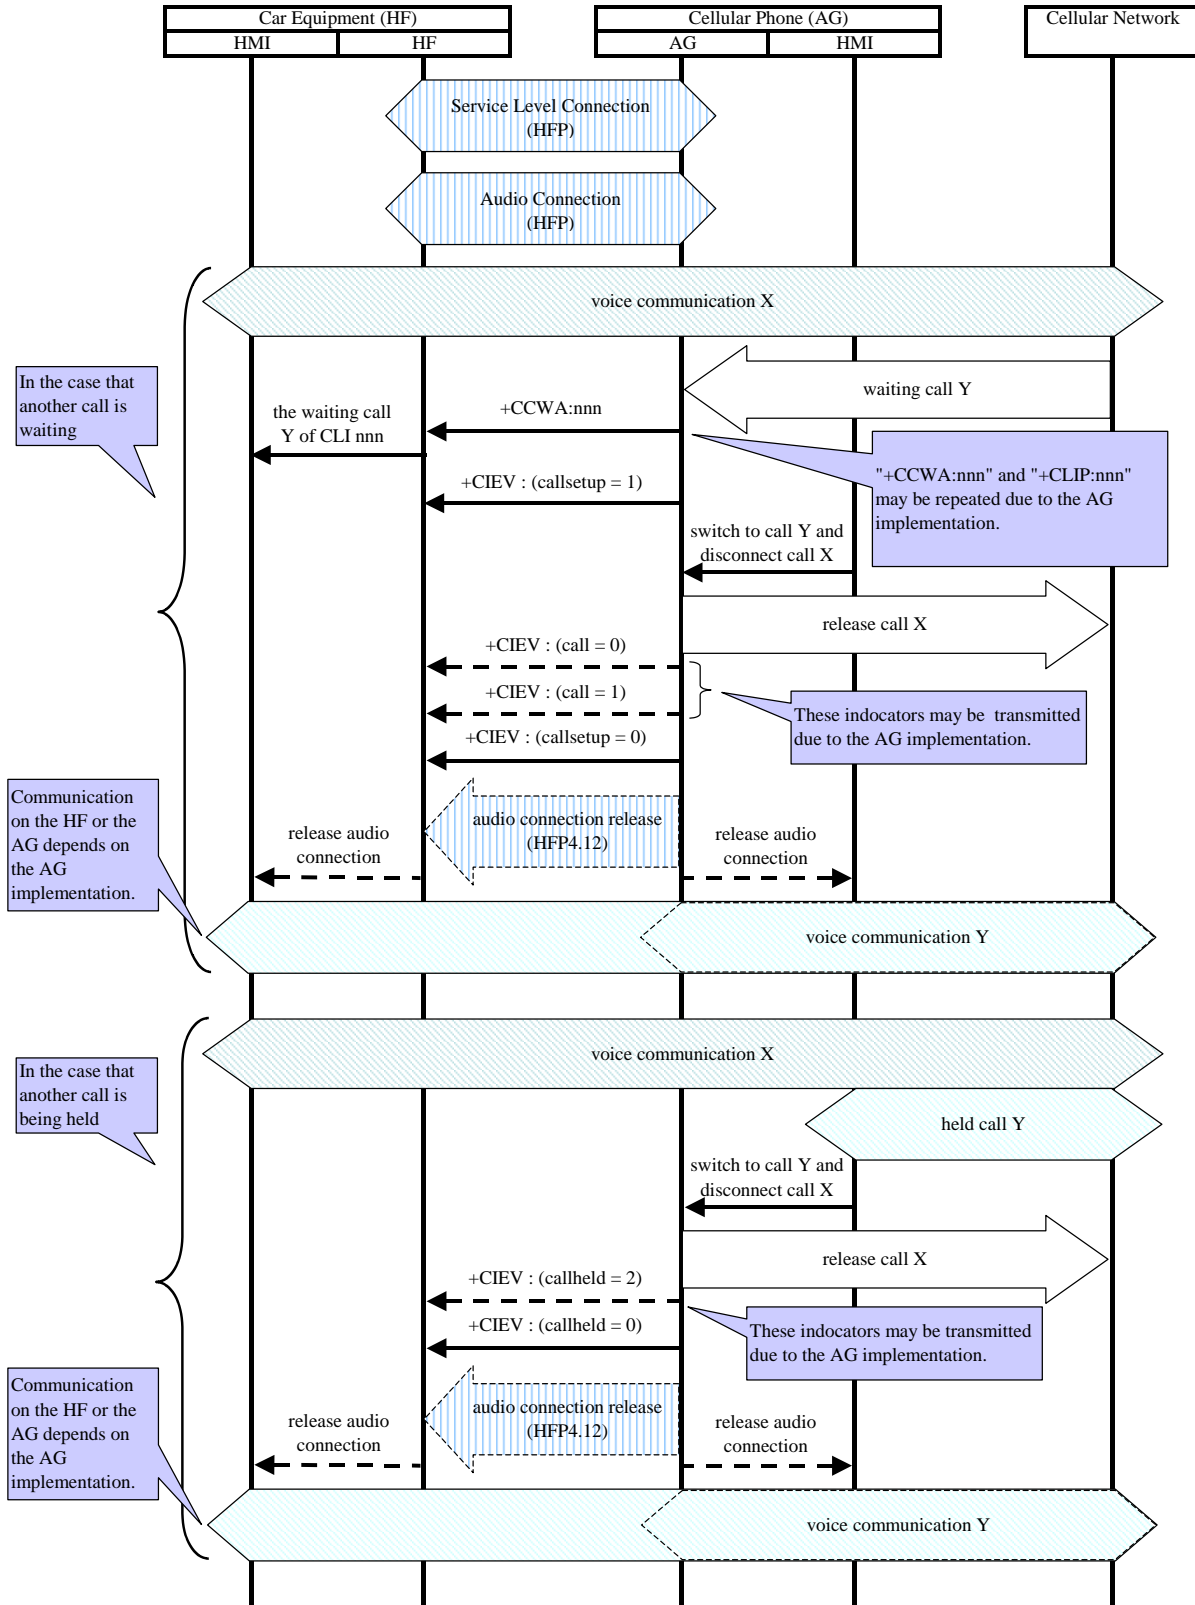 Car Equipment (HF)
Cellular Phone (AG)
Cellular Network
HMI
HF
AG
HMI
Service Level Connection
(HFP)
Audio Connection
(HFP)
voice communication X
In the case that
another call is
waiting
waiting call Y
+CCWA:nnn
the waiting call
Y of CLI nnn
"+CCWA:nnn" and "+CLIP:nnn"
may be repeated due to the AG
implementation.
+CIEV : (callsetup = 1)
switch to call Y and
disconnect call X
release call X
+CIEV : (call = 0)
+CIEV : (call = 1)
These indocators may be  transmitted
due to the AG implementation.
+CIEV : (callsetup = 0)
Communication
on the HF or the
AG depends on
the AG
implementation.
audio connection release
(HFP4.12)
release audio
connection
release audio
connection
voice communication Y
voice communication X
In the case that
another call is
being held
held call Y
switch to call Y and
disconnect call X
release call X
+CIEV : (callheld = 2)
+CIEV : (callheld = 0)
These indocators may be transmitted
due to the AG implementation.
Communication
on the HF or the
AG depends on
the AG
implementation.
audio connection release
(HFP4.12)
release audio
connection
release audio
connection
voice communication Y